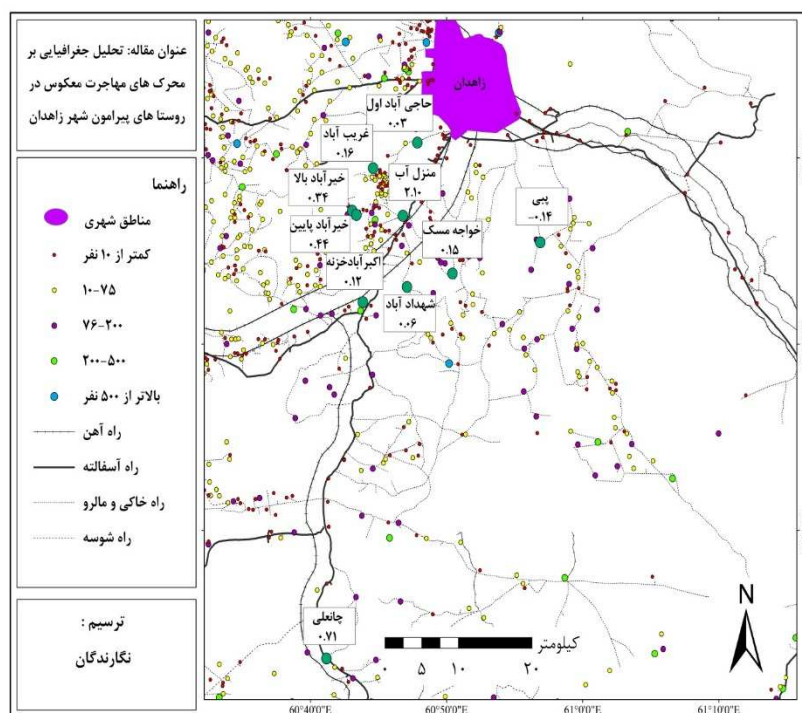 عنوان مقاله: تحلیل جغرافیایی بر
محرک های مهاجرت معکوس در
روستا های پیرامون شهر زاهدان
راهنما
مناطق شهری
کمتر از ۱۰ نفر
۱۰-۷۵
۷۶-۲۰۰
۲۰۰-۵۰۰
بالاتر از ۵۰۰ نفر
راه آهن
راه آسفالته
راه خاکی و مالرو
راه شوسه
ترسیم :
نگارندگان
زاهدان
حاجی آباد اول
۰.۰۳
غریب آباد
۰.۱۶
منزل آب
۲.۱۰
خیرآباد بالا
۰.۳۴
پبی
-۰.۱۴
خیرآباد پایین
۰.۴۴
خواجه مسک
۰.۱۵
اکبرآبادخزنه
۰.۱۲
شهداد آباد
۰.۰۶
چانعلی
۰.۷۱
N
کیلومتر
۰ ۵ ۱۰ ۲۰
60°40'0"E 60°50'0"E 61°0'0"E 61°10'0"E